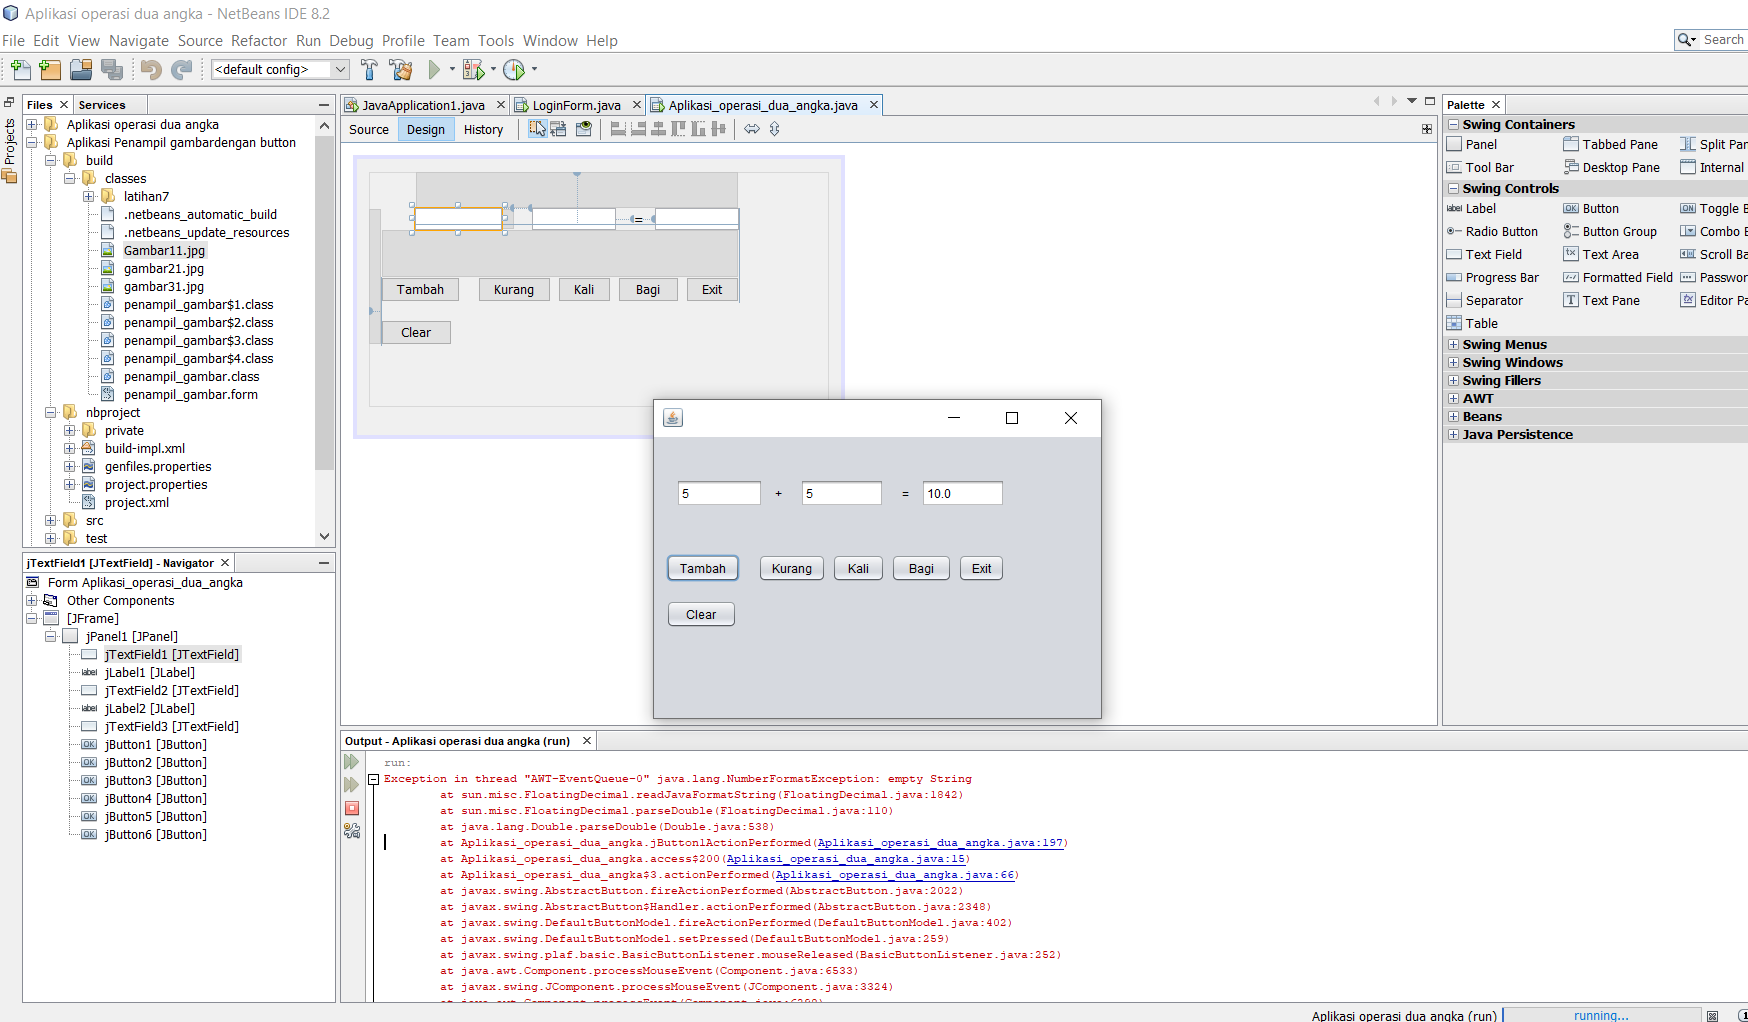 Aplikasi operasi dua angka - NetBeans IDE 8.2
File Edit View Navigate Source Refactor Run Debug Profile Team Tools Window Help
Search
<default config>
Projects
Files
Services
Aplikasi operasi dua angka
Aplikasi Penampil gambardengan button
build
classes
latihan7
.netbeans_automatic_build
.netbeans_update_resources
Gambar11.jpg
gambar21.jpg
gambar31.jpg
penampil_gambar$1.class
penampil_gambar$2.class
penampil_gambar$3.class
penampil_gambar$4.class
penampil_gambar.class
penampil_gambar.form
nbproject
private
build-impl.xml
genfiles.properties
project.properties
project.xml
src
test
jTextField1 [JTextField] - Navigator
Form Aplikasi_operasi_dua_angka
Other Components
[JFrame]
jPanel1 [JPanel]
jTextField1 [JTextField]
label jLabel1 [JLabel]
jTextField2 [JTextField]
label jLabel2 [JLabel]
jTextField3 [JTextField]
OK jButton1 [JButton]
OK jButton2 [JButton]
OK jButton3 [JButton]
OK jButton4 [JButton]
OK jButton5 [JButton]
OK jButton6 [JButton]
JavaApplication1.java
LoginForm.java
Aplikasi_operasi_dua_angka.java
Source Design History
=
Tambah Kurang Kali Bagi Exit
Clear
5 + 5 = 10.0
Tambah Kurang Kali Bagi Exit
Clear
Palette
Swing Containers
Panel Tabbed Pane Split Pan
Tool Bar Desktop Pane Internal
Swing Controls
label Label OK Button ON Toggle B
Radio Button Button Group Combo B
Text Field Text Area Scroll Ba
Progress Bar Formatted Field Passwor
Separator T Text Pane Editor Pa
Table
Swing Menus
Swing Windows
Swing Fillers
AWT
Beans
Java Persistence
Output - Aplikasi operasi dua angka (run)
run:
Exception in thread "AWT-EventQueue-0" java.lang.NumberFormatException: empty String
at sun.misc.FloatingDecimal.readJavaFormatString(FloatingDecimal.java:1842)
at sun.misc.FloatingDecimal.parseDouble(FloatingDecimal.java:110)
at java.lang.Double.parseDouble(Double.java:538)
at Aplikasi_operasi_dua_angka.jButton1ActionPerformed(Aplikasi_operasi_dua_angka.java:197)
at Aplikasi_operasi_dua_angka.access$200(Aplikasi_operasi_dua_angka.java:15)
at Aplikasi_operasi_dua_angka$3.actionPerformed(Aplikasi_operasi_dua_angka.java:66)
at javax.swing.AbstractButton.fireActionPerformed(AbstractButton.java:2022)
at javax.swing.AbstractButton$Handler.actionPerformed(AbstractButton.java:2348)
at javax.swing.DefaultButtonModel.fireActionPerformed(DefaultButtonModel.java:402)
at javax.swing.DefaultButtonModel.setPressed(DefaultButtonModel.java:259)
at javax.swing.plaf.basic.BasicButtonListener.mouseReleased(BasicButtonListener.java:252)
at java.awt.Component.processMouseEvent(Component.java:6533)
at javax.swing.JComponent.processMouseEvent(JComponent.java:3324)
Aplikasi operasi dua angka (run) running...